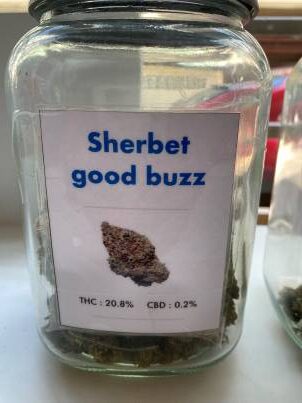 Sherbet
good buzz
THC : 20.8% CBD : 0.2%